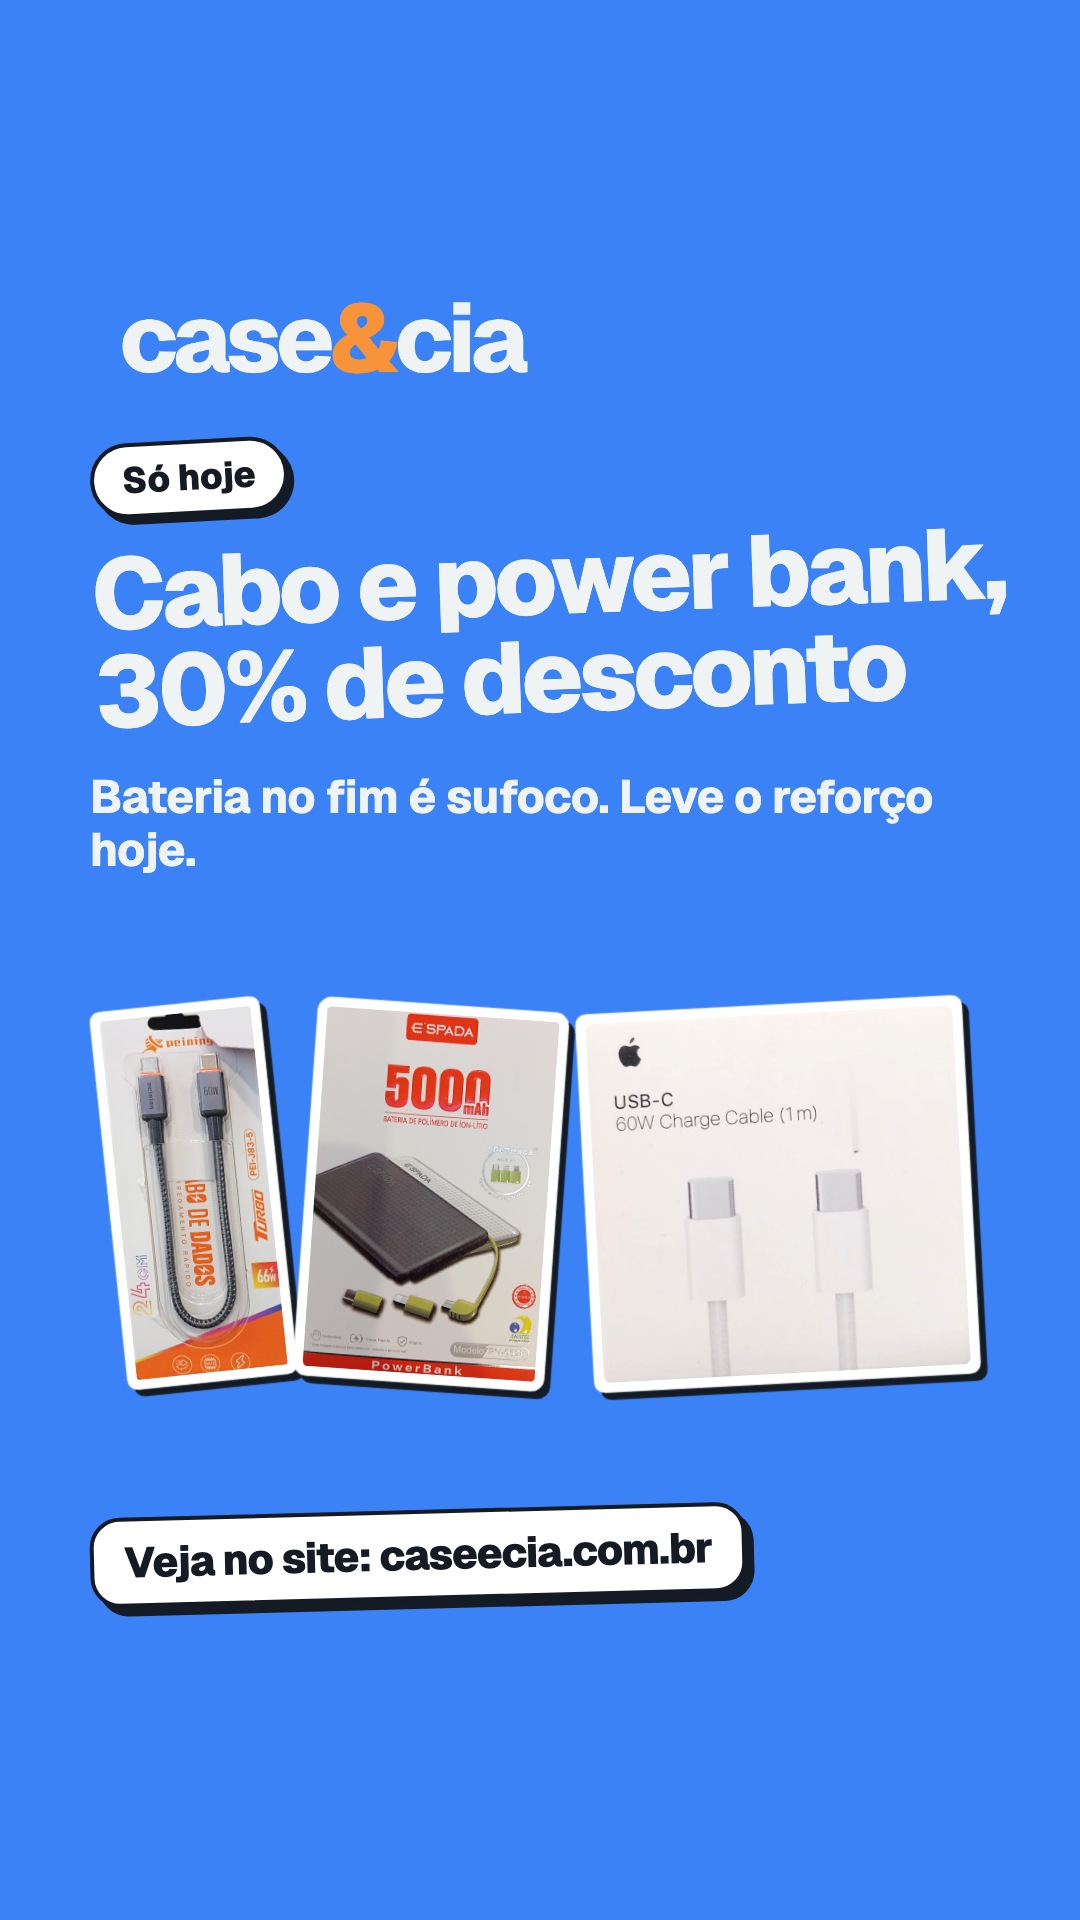 case&cia
Só hoje
Cabo e power bank,
30% de desconto
Bateria no fim é sufoco. Leve o reforço
hoje.
peining
60W
PEI-J83-5
TURBO
CABO DE DADOS
66W
24CM
ESPADA
5000
mAh
BATERIA DE POLÍMERO DE ÍON-LÍTIO
ESPADA
PowerBank
USB-C
60W Charge Cable (1 m)
Veja no site: caseecia.com.br